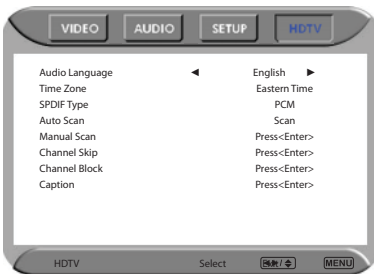 VIDEO AUDIO SETUP HDTV
Audio Language ◄ English ►
Time Zone Eastern Time
SPDIF Type PCM
Auto Scan Scan
Manual Scan Press<Enter>
Channel Skip Press<Enter>
Channel Block Press<Enter>
Caption Press<Enter>
HDTV Select MENU